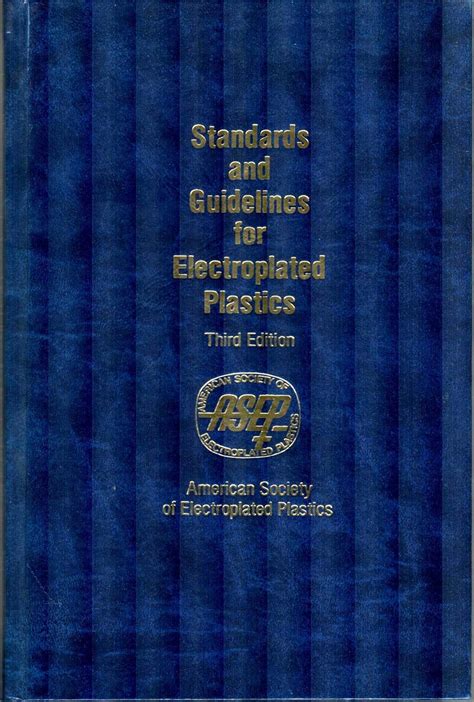 Standards
and
Guidelines
for
Electroplated
Plastics
Third Edition
AMERICAN SOCIETY OF
ASEP
ELECTROPLATED PLASTICS
American Society
of Electroplated Plastics